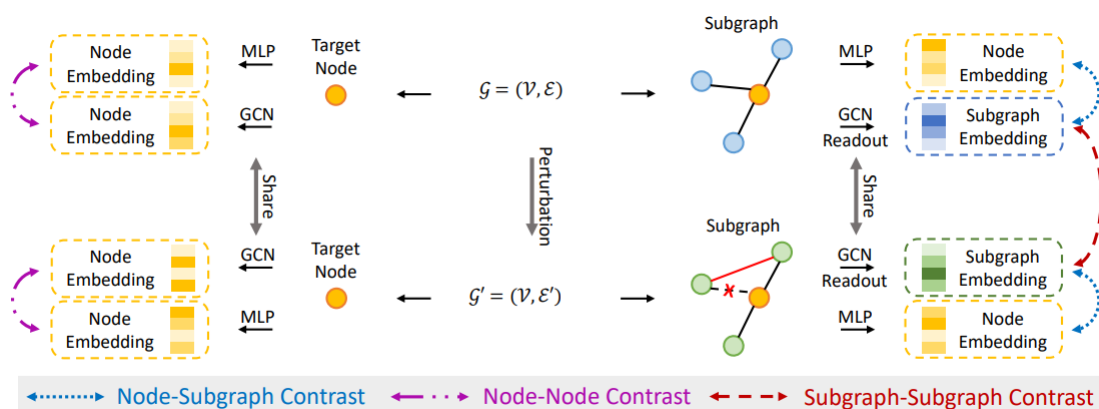 Node
Embedding
MLP
Target
Node
Node
Embedding
GCN
𝒢 = (𝒱, ℰ)
Subgraph
MLP
Node
Embedding
GCN
Readout
Subgraph
Embedding
Share
Perturbation
Share
Node
Embedding
GCN
Target
Node
Node
Embedding
MLP
𝒢′ = (𝒱, ℰ′)
Subgraph
GCN
Readout
Subgraph
Embedding
MLP
Node
Embedding
Node-Subgraph Contrast
Node-Node Contrast
Subgraph-Subgraph Contrast